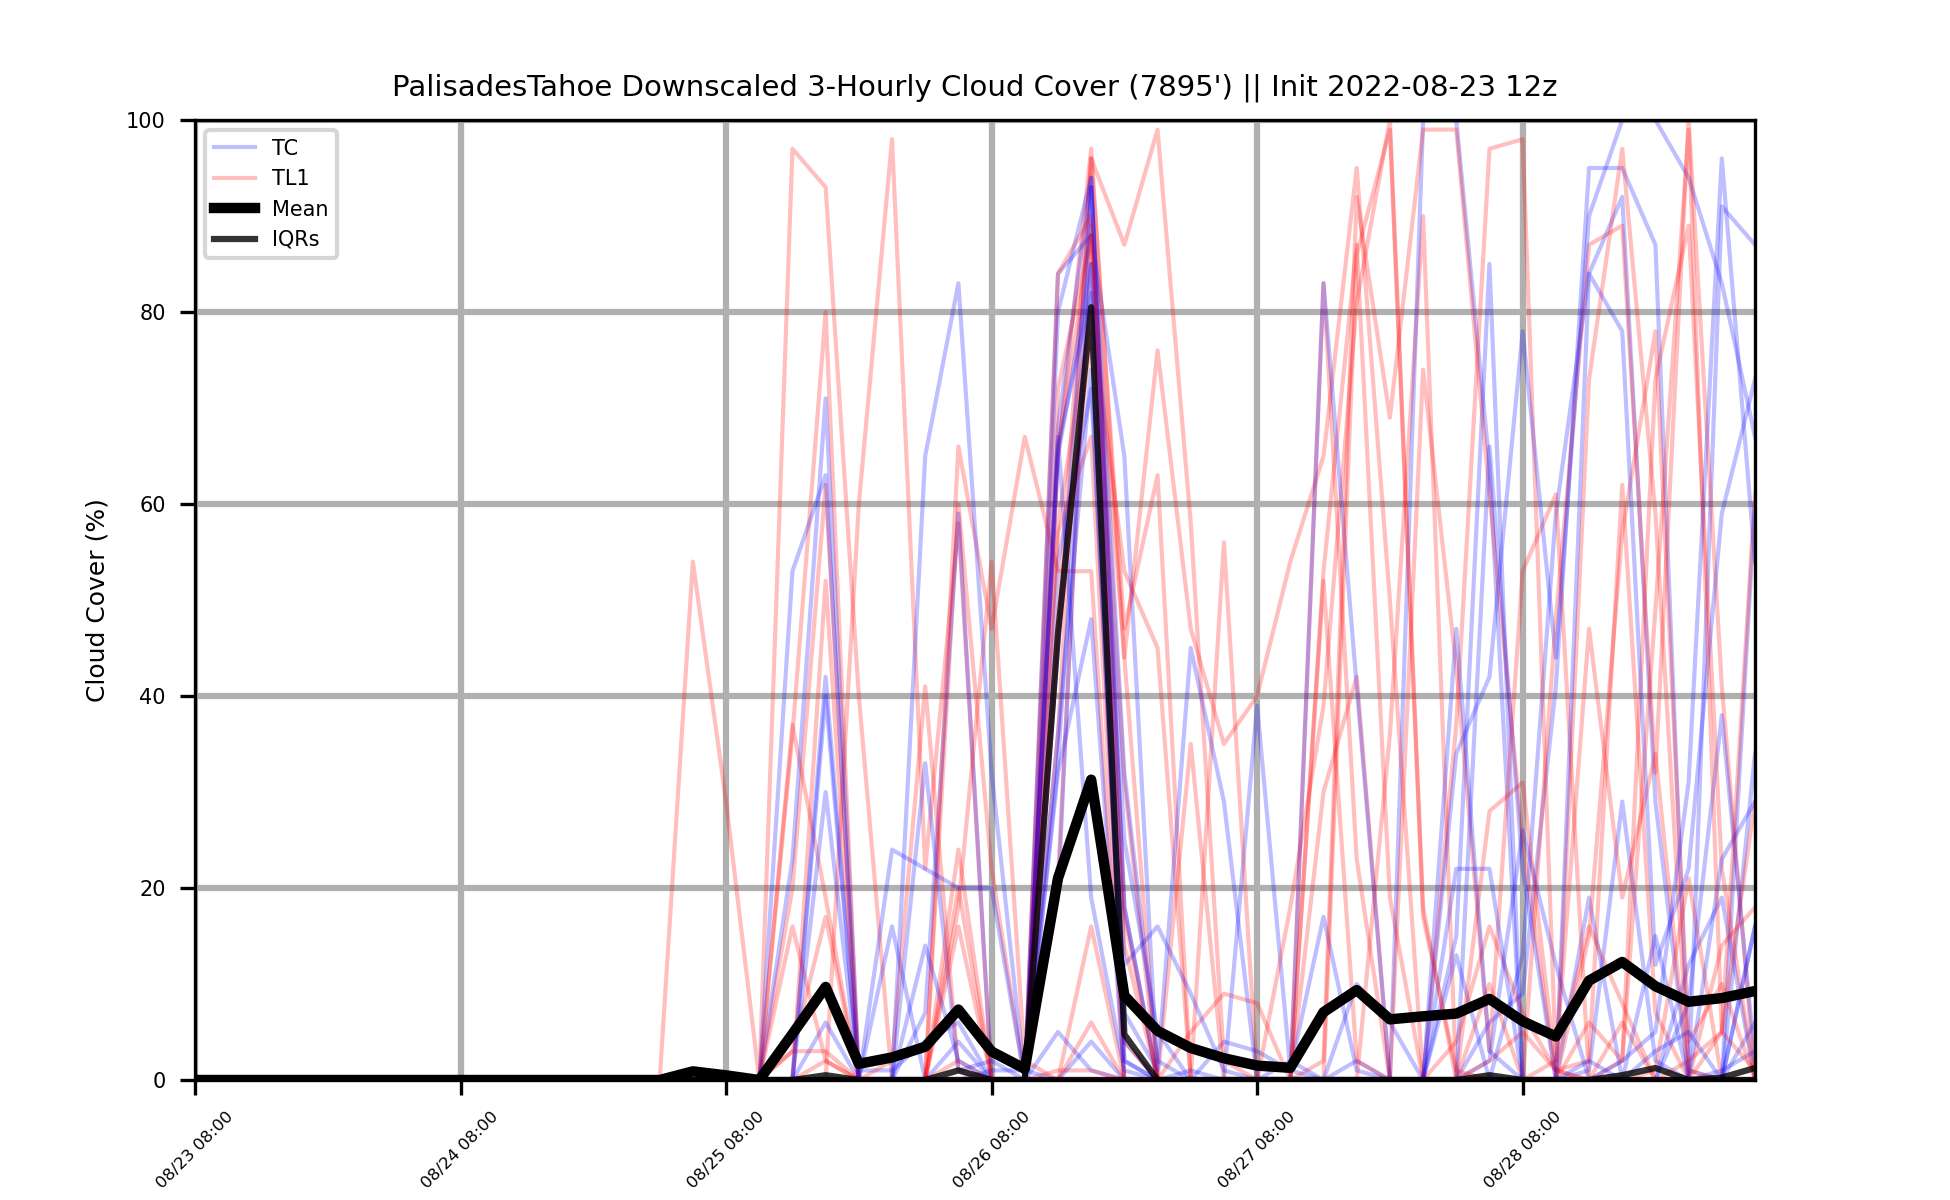 PalisadesTahoe Downscaled 3-Hourly Cloud Cover (7895') || Init 2022-08-23 12z
TC
TL1
Mean
IQRs
Cloud Cover (%)
100
80
60
40
20
0
08/23 08:00
08/24 08:00
08/25 08:00
08/26 08:00
08/27 08:00
08/28 08:00